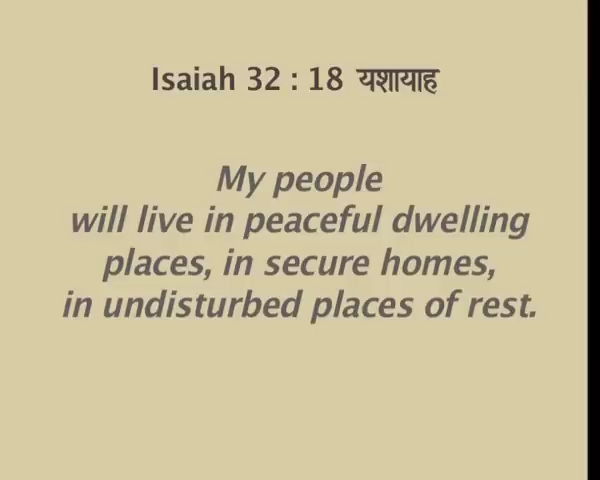 Isaiah 32 : 18 यशायाह
My people
will live in peaceful dwelling
places, in secure homes,
in undisturbed places of rest.